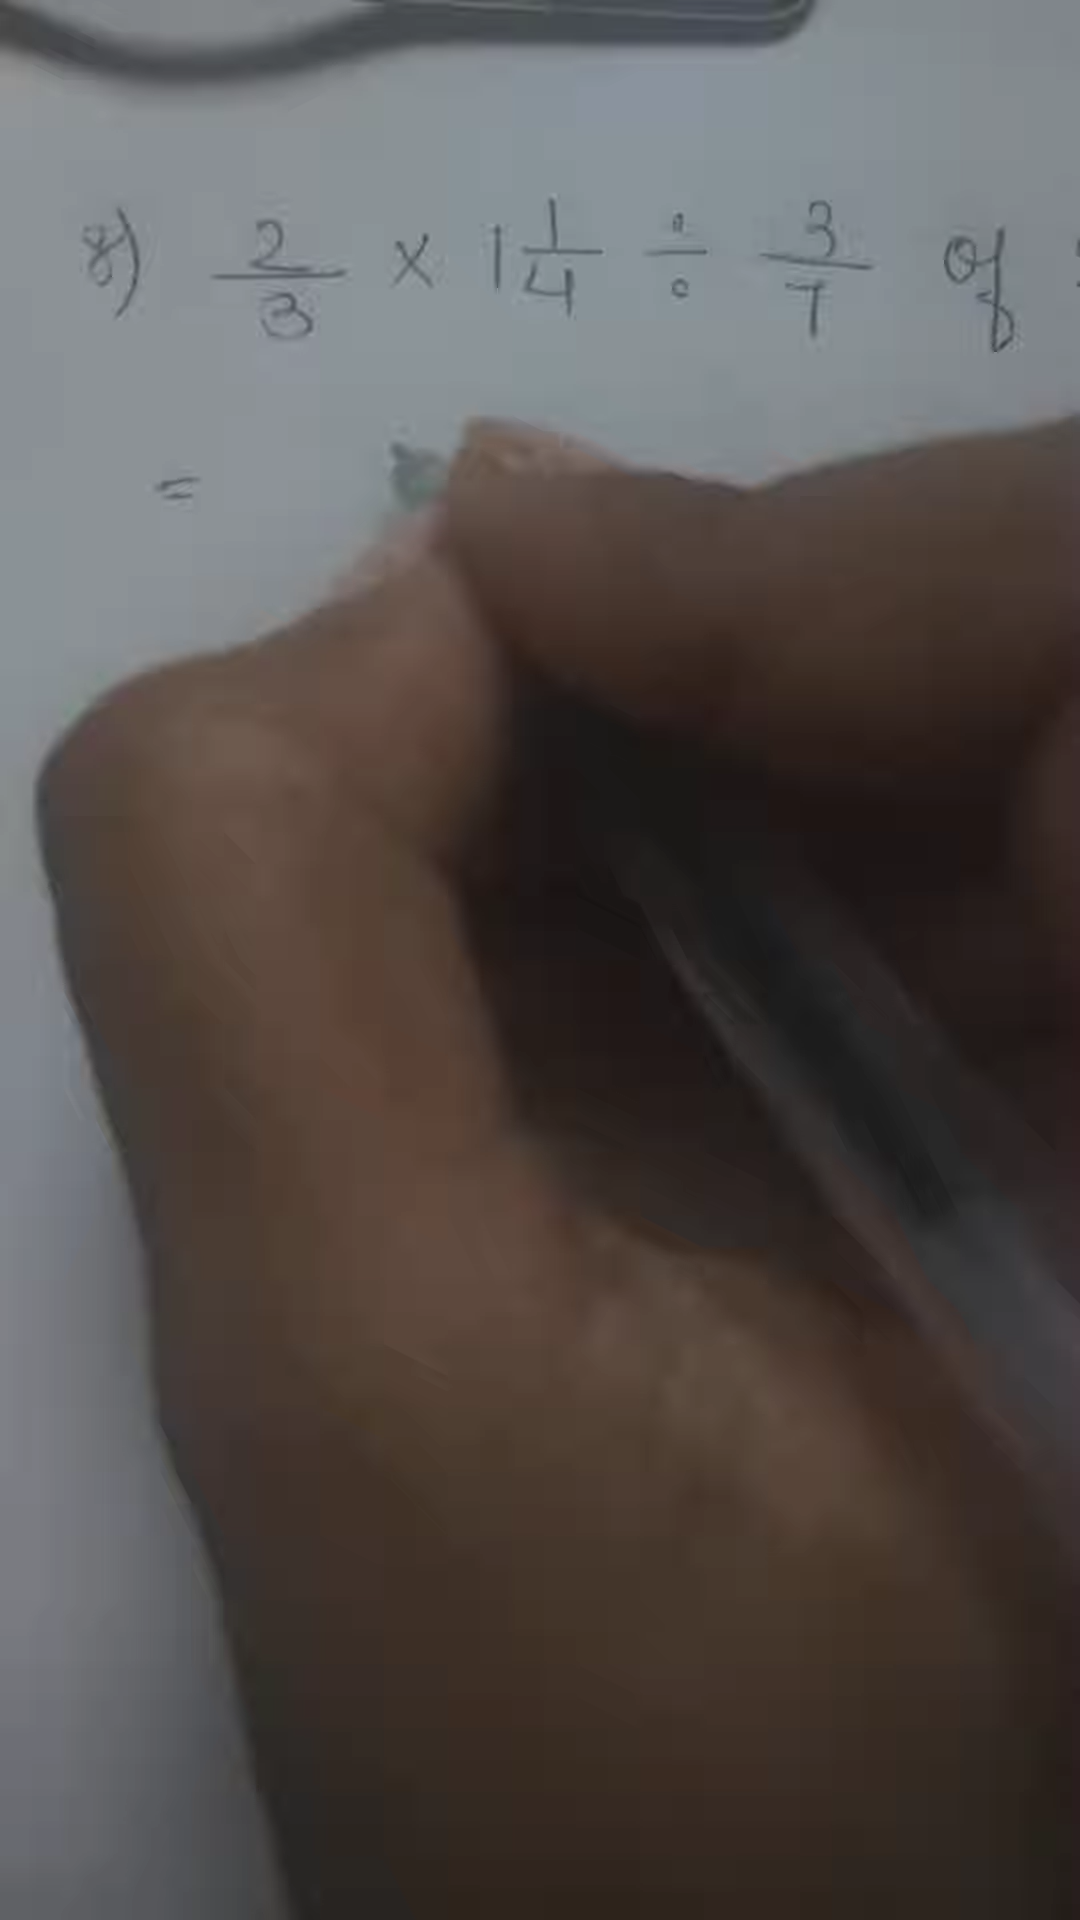 8) 2/3 × 1 1/4 ÷ 3/7 of
=